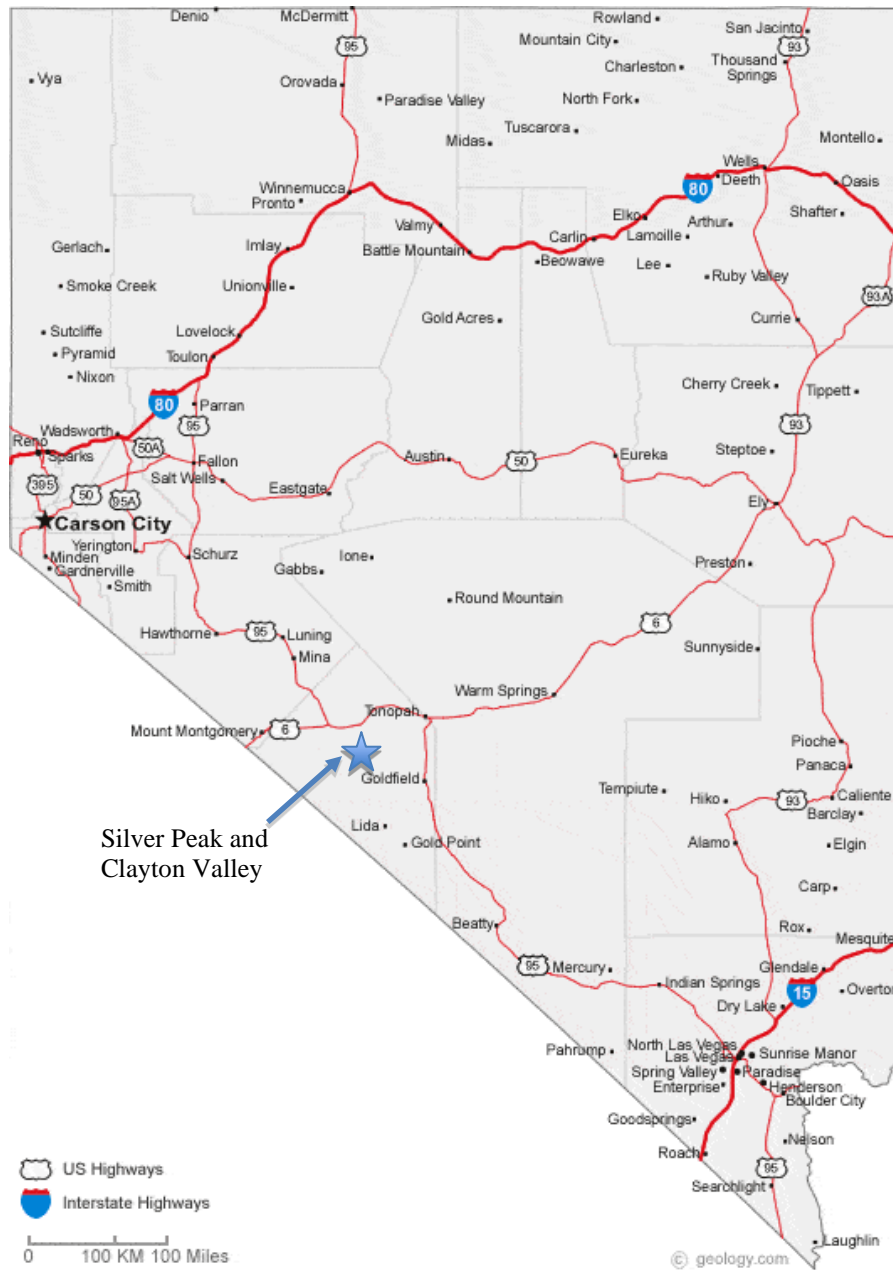 Denio
McDermitt
Rowland
San Jacinto
95
Mountain City
93
Vya
Orovada
Charleston
Thousand
Springs
Paradise Valley
North Fork
Tuscarora
Midas
Montello
Wells
Winnemucca
80
Deeth
Oasis
Pronto
Valmy
Elko
Arthur
Shafter
Gerlach
Imlay
Battle Mountain
Carlin
Lamoille
Beowawe
Lee
Ruby Valley
Smoke Creek
Unionville
93A
Sutcliffe
Lovelock
Gold Acres
Currie
Pyramid
Toulon
Nixon
Cherry Creek
Tippett
80
Parran
Wadsworth
95
93
Reno
Sparks
50A
Fallon
Austin
50
Eureka
Steptoe
395
50
95A
Salt Wells
Eastgate
Ely
Carson City
Yerington
Minden
Schurz
Ione
Gardnerville
Gabbs
Preston
Smith
Round Mountain
Hawthorne
95
Luning
6
Sunnyside
Mina
Warm Springs
Tonopah
Mount Montgomery
6
Pioche
Panaca
Goldfield
Tempiute
Hiko
93
Caliente
Barclay
Silver Peak and
Clayton Valley
Lida
Gold Point
Alamo
Elgin
Carp
Beatty
Rox
Mesquite
95
Mercury
Glendale
Indian Springs
15
Overton
Dry Lake
North Las Vegas
Pahrump
Las Vegas
Sunrise Manor
Spring Valley
Paradise
Enterprise
Henderson
Boulder City
Goodsprings
Nelson
Roach
95
Searchlight
US Highways
Interstate Highways
Laughlin
0 100 KM 100 Miles
© geology.com